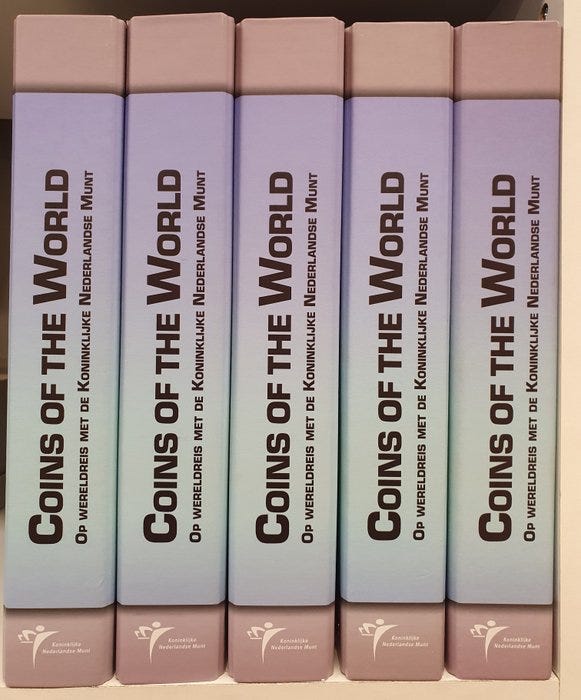 Coins of the World
Op wereldreis met de Koninklijke Nederlandse Munt
Koninklijke
Nederlandse Munt
Coins of the World
Op wereldreis met de Koninklijke Nederlandse Munt
Koninklijke
Nederlandse Munt
Coins of the World
Op wereldreis met de Koninklijke Nederlandse Munt
Koninklijke
Nederlandse Munt
Coins of the World
Op wereldreis met de Koninklijke Nederlandse Munt
Koninklijke
Nederlandse Munt
Coins of the World
Op wereldreis met de Koninklijke Nederlandse Munt
Koninklijke
Nederlandse Munt